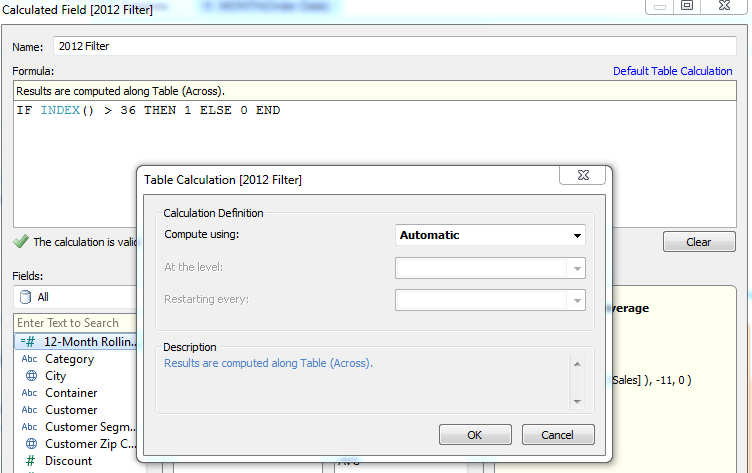 Calculated Field [2012 Filter]
Name: 2012 Filter
Formula: Default Table Calculation
Results are computed along Table (Across).
IF INDEX() > 36 THEN 1 ELSE 0 END
Table Calculation [2012 Filter]
Calculation Definition
Compute using: Automatic
At the level:
Restarting every:
Description
Results are computed along Table (Across).
OK Cancel
The calculation is valid
Clear
Fields:
All
Enter Text to Search
=# 12-Month Rollin...
Abc Category
City
Abc Container
Abc Customer
Abc Customer Segm...
Customer Zip C...
# Discount
verage
Sales] ), -11, 0 )